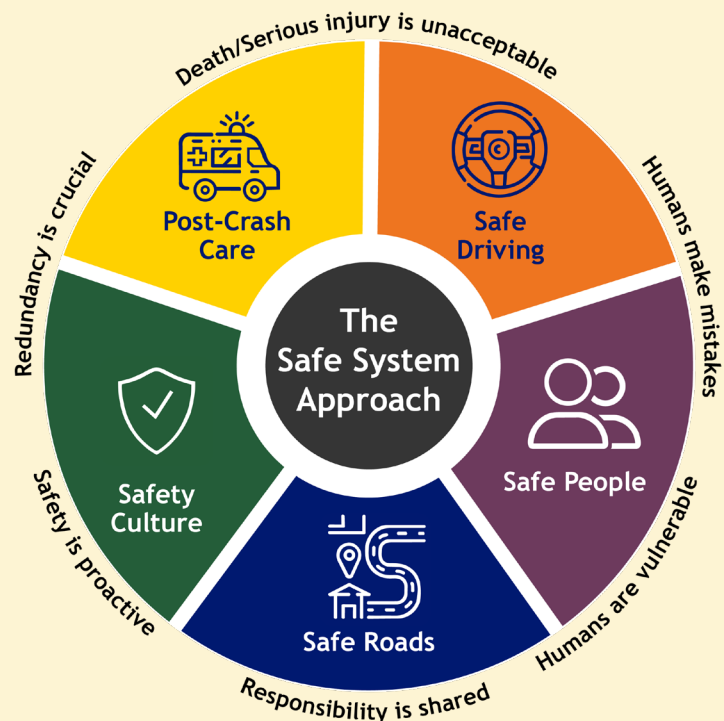 Death/Serious injury is unacceptable
Humans make mistakes
Humans are vulnerable
Responsibility is shared
Safety is proactive
Redundancy is crucial
Post-Crash
Care
Safe
Driving
Safe People
Safe Roads
Safety
Culture
The
Safe System
Approach